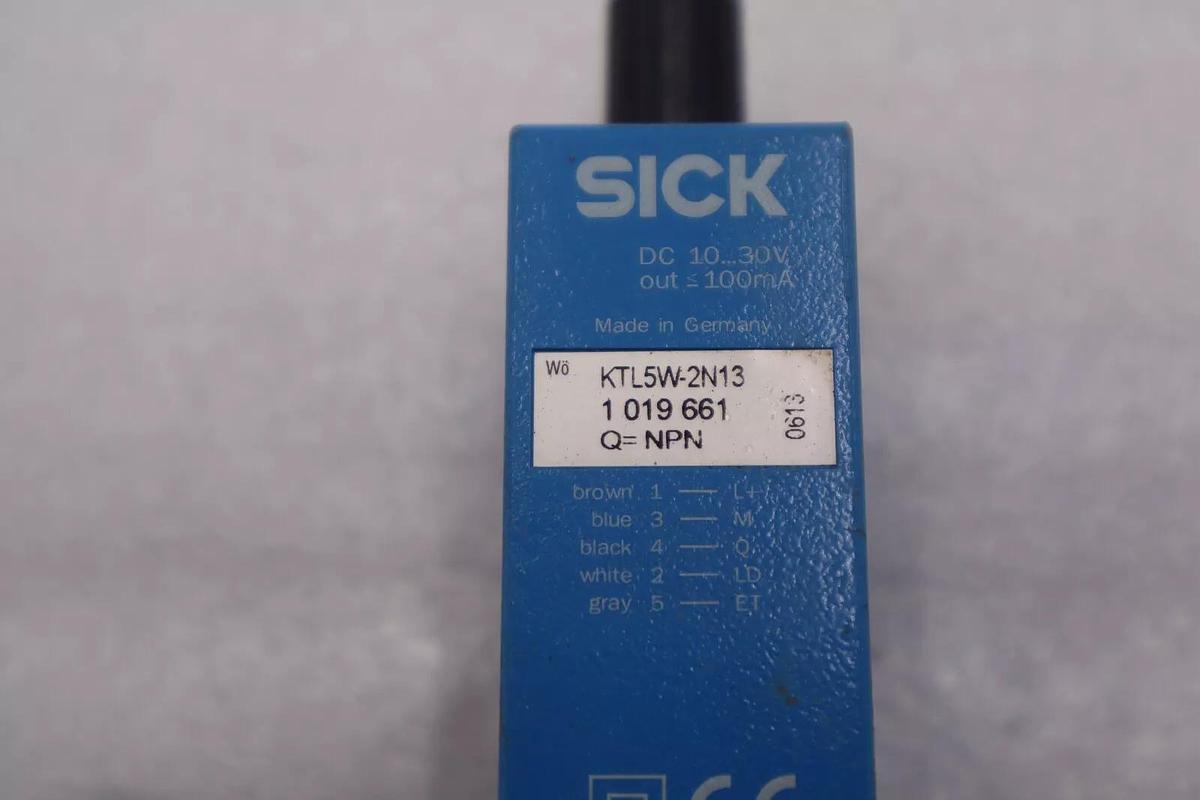 SICK
DC 10...30V
out ≤ 100mA
Made in Germany
Wö
KTL5W-2N13
1 019 661
Q= NPN
0613
brown 1 — L+
blue 3 — M
black 4 — Q
white 2 — LD
gray 5 — ET
CE